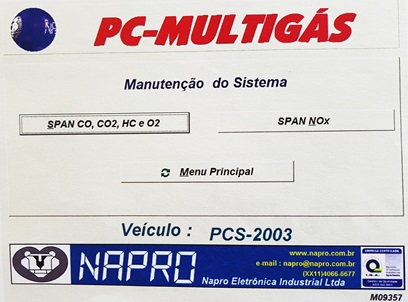 PC-MULTIGÁS
Manutenção do Sistema
SPAN CO, CO2, HC e O2
SPAN NOx
Menu Principal
Veículo : PCS-2003
NAPRO
www.napro.com.br
e-mail : napro@napro.com.br
(XX11)4066-6677
Napro Eletrônica Industrial Ltda
M09357